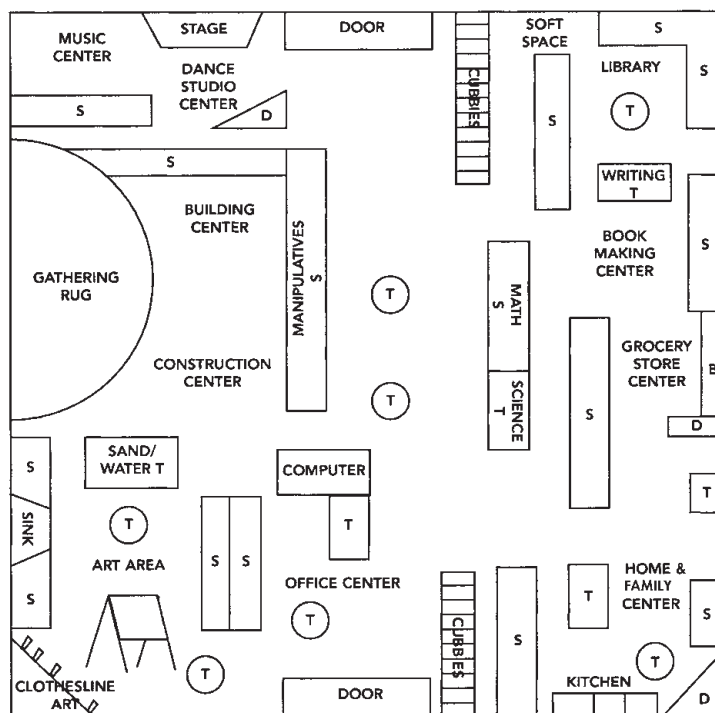 MUSIC
CENTER
STAGE
DOOR
SOFT
SPACE
S
LIBRARY
S
DANCE
STUDIO
CENTER
CUBBIES
S
D
S
T
S
WRITING
T
BUILDING
CENTER
MANIPULATIVES
S
BOOK
MAKING
CENTER
S
GATHERING
RUG
T
MATH
S
CONSTRUCTION
CENTER
GROCERY
STORE
CENTER
B
T
SCIENCE
T
S
D
S
SAND/
WATER T
COMPUTER
T
SINK
T
T
ART AREA
S
S
OFFICE CENTER
HOME &
FAMILY
CENTER
S
T
S
T
CUBBIES
S
T
T
CLOTHESLINE
ART
DOOR
KITCHEN
D